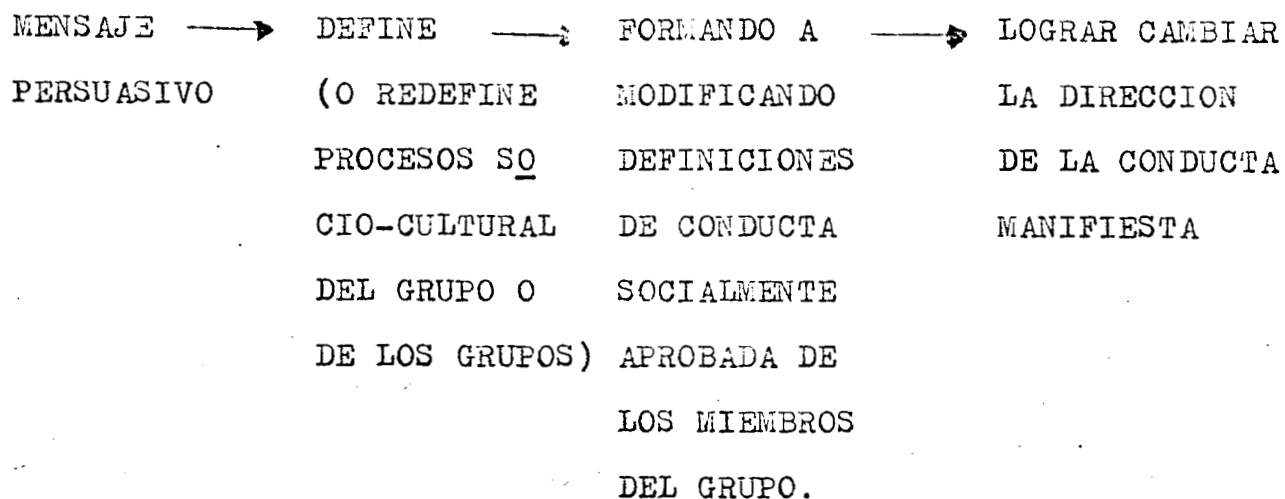 MENSAJE → DEFINE → FORMANDO A → LOGRAR CAMBIAR
PERSUASIVO (O REDEFINE MODIFICANDO LA DIRECCION
PROCESOS SO DEFINICIONES DE LA CONDUCTA
CIO-CULTURAL DE CONDUCTA MANIFIESTA
DEL GRUPO O SOCIALMENTE
DE LOS GRUPOS) APROBADA DE
LOS MIEMBROS
DEL GRUPO.